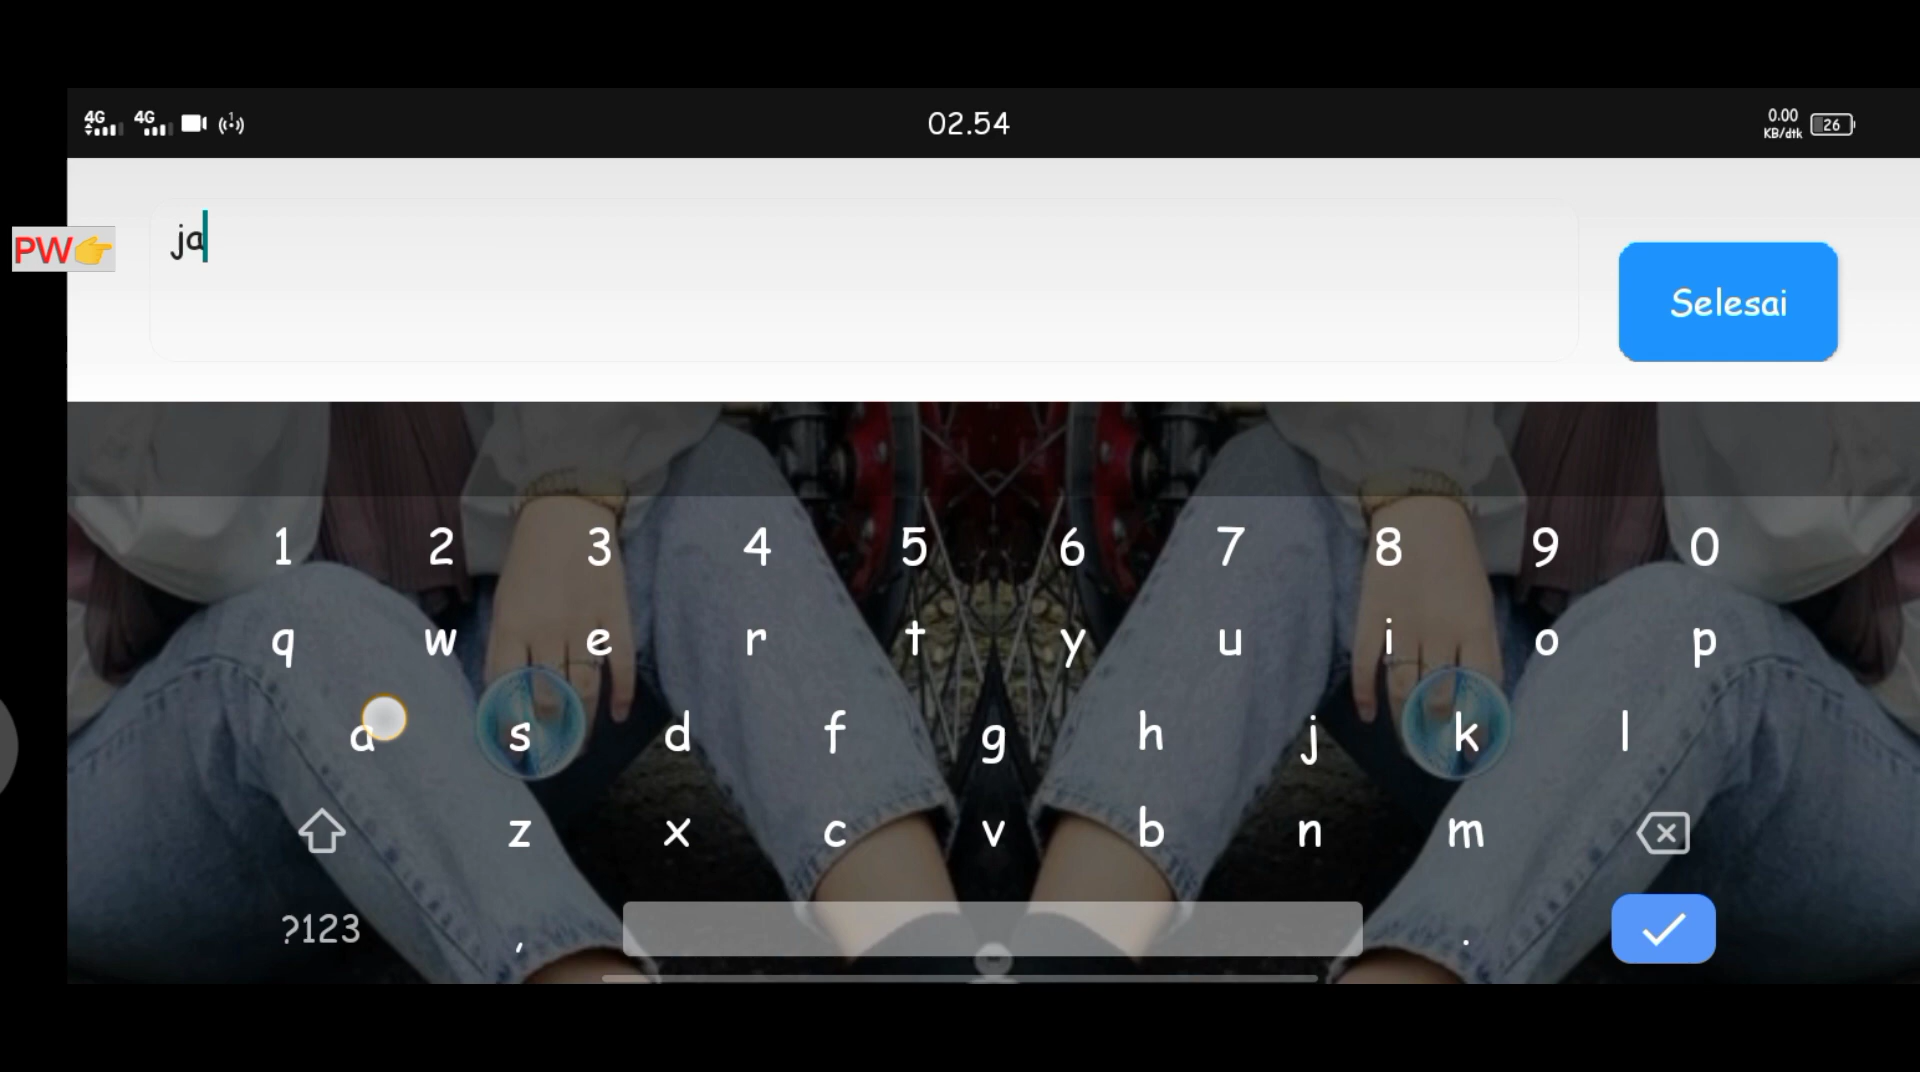 4G 4G 02.54 0.00 KB/dtk 26
ja
PW👉
Selesai
1 2 3 4 5 6 7 8 9 0
q w e r t y u i o p
a s d f g h j k l
z x c v b n m
?123 , .